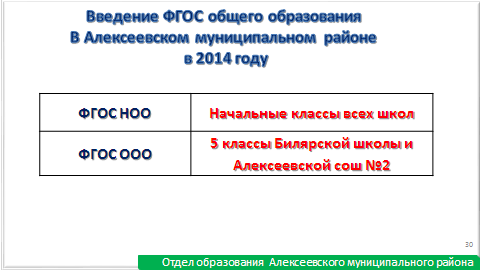 Введение ФГОС общего образования
В Алексеевском муниципальном районе
в 2014 году
ФГОС НОО
Начальные классы всех школ
ФГОС ООО
5 классы Билярской школы и
Алексеевской сош №2
30
Отдел образования Алексеевского муниципального района